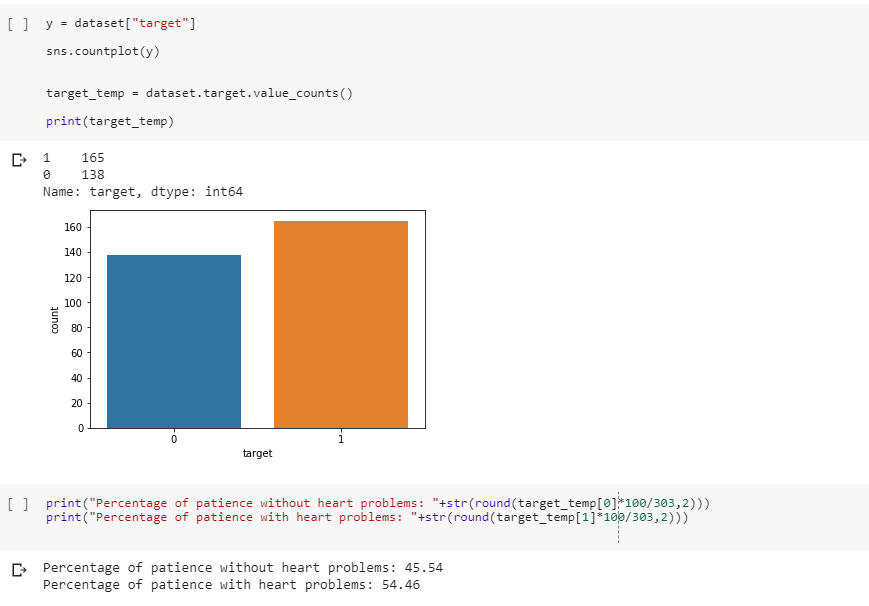 [ ] y = dataset["target"]
sns.countplot(y)
target_temp = dataset.target.value_counts()
print(target_temp)
1 165
0 138
Name: target, dtype: int64
160
140
120
100
80
60
40
20
0
count
0 1
target
[ ] print("Percentage of patience without heart problems: "+str(round(target_temp[0]*100/303,2)))
print("Percentage of patience with heart problems: "+str(round(target_temp[1]*100/303,2)))
Percentage of patience without heart problems: 45.54
Percentage of patience with heart problems: 54.46